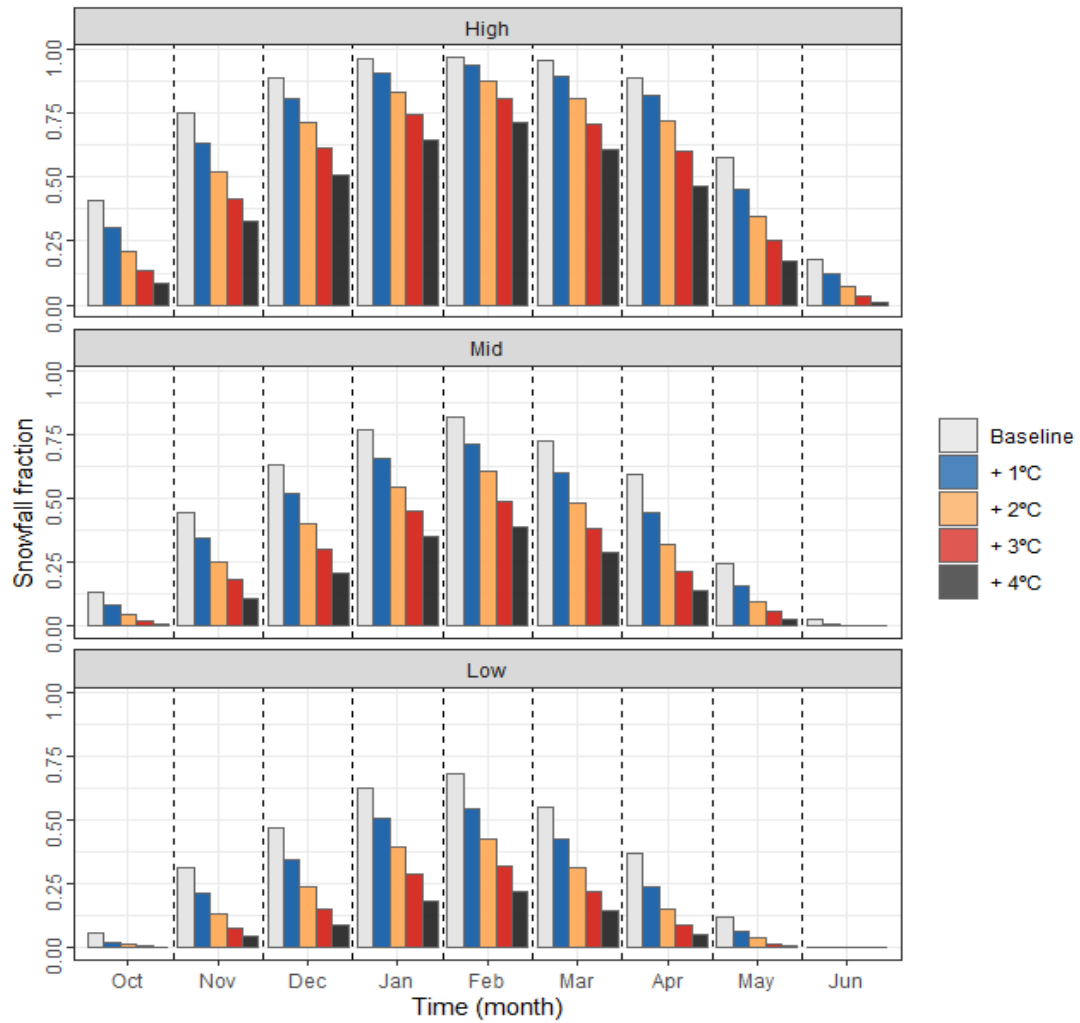 High
1.00
0.75
0.50
0.25
0.00
Mid
1.00
0.75
0.50
0.25
0.00
Low
1.00
0.75
0.50
0.25
0.00
Snowfall fraction
Oct Nov Dec Jan Feb Mar Apr May Jun
Time (month)
Baseline
+ 1ºC
+ 2ºC
+ 3ºC
+ 4ºC